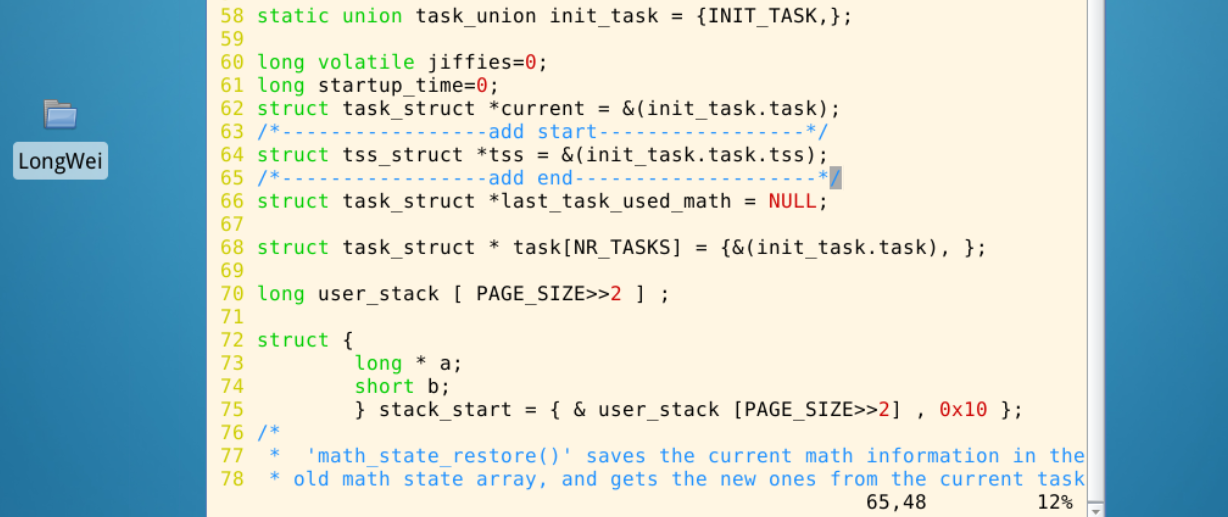 LongWei
58 static union task_union init_task = {INIT_TASK,};
59
60 long volatile jiffies=0;
61 long startup_time=0;
62 struct task_struct *current = &(init_task.task);
63 /*-----------------add start-----------------*/
64 struct tss_struct *tss = &(init_task.task.tss);
65 /*-----------------add end--------------------*/
66 struct task_struct *last_task_used_math = NULL;
67
68 struct task_struct * task[NR_TASKS] = {&(init_task.task), };
69
70 long user_stack [ PAGE_SIZE>>2 ] ;
71
72 struct {
73         long * a;
74         short b;
75         } stack_start = { & user_stack [PAGE_SIZE>>2] , 0x10 };
76 /*
77  *  'math_state_restore()' saves the current math information in the
78  * old math state array, and gets the new ones from the current task
65,48 12%